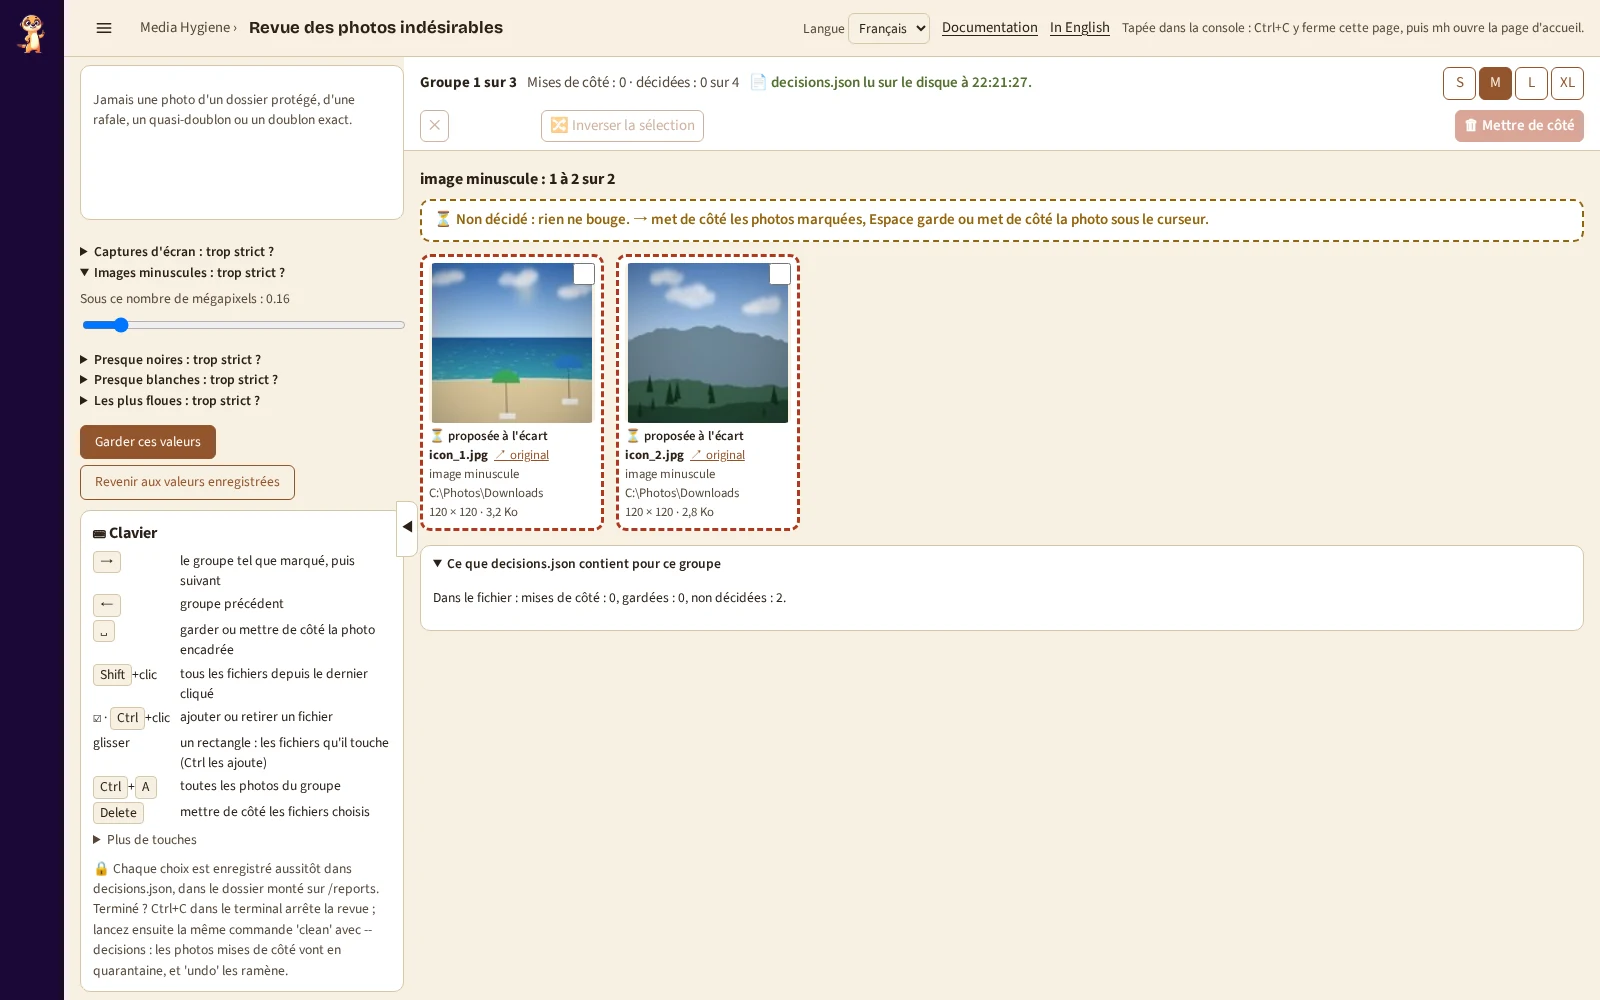 Media Hygiene › Revue des photos indésirables
Langue Français Documentation In English Tapée dans la console : Ctrl+C y ferme cette page, puis mh ouvre la page d'accueil.
Jamais une photo d'un dossier protégé, d'une
rafale, un quasi-doublon ou un doublon exact.
Captures d'écran : trop strict ?
Images minuscules : trop strict ?
Sous ce nombre de mégapixels : 0.16
Presque noires : trop strict ?
Presque blanches : trop strict ?
Les plus floues : trop strict ?
Garder ces valeurs
Revenir aux valeurs enregistrées
Clavier
→ le groupe tel que marqué, puis
suivant
← groupe précédent
␣ garder ou mettre de côté la photo
encadrée
Shift+clic tous les fichiers depuis le dernier
cliqué
☑ · Ctrl+clic ajouter ou retirer un fichier
glisser un rectangle : les fichiers qu'il touche
(Ctrl les ajoute)
Ctrl+A toutes les photos du groupe
Delete mettre de côté les fichiers choisis
Plus de touches
🔒 Chaque choix est enregistré aussitôt dans
decisions.json, dans le dossier monté sur /reports.
Terminé ? Ctrl+C dans le terminal arrête la revue ;
lancez ensuite la même commande 'clean' avec --
decisions : les photos mises de côté vont en
quarantaine, et 'undo' les ramène.
Groupe 1 sur 3 Mises de côté : 0 · décidées : 0 sur 4 📄 decisions.json lu sur le disque à 22:21:27.
S M L XL
✕ 🔀 Inverser la sélection 🗑 Mettre de côté
image minuscule : 1 à 2 sur 2
⏳ Non décidé : rien ne bouge. → met de côté les photos marquées, Espace garde ou met de côté la photo sous le curseur.
⏳ proposée à l'écart
icon_1.jpg ↗ original
image minuscule
C:\Photos\Downloads
120 × 120 · 3,2 Ko
⏳ proposée à l'écart
icon_2.jpg ↗ original
image minuscule
C:\Photos\Downloads
120 × 120 · 2,8 Ko
Ce que decisions.json contient pour ce groupe
Dans le fichier : mises de côté : 0, gardées : 0, non décidées : 2.